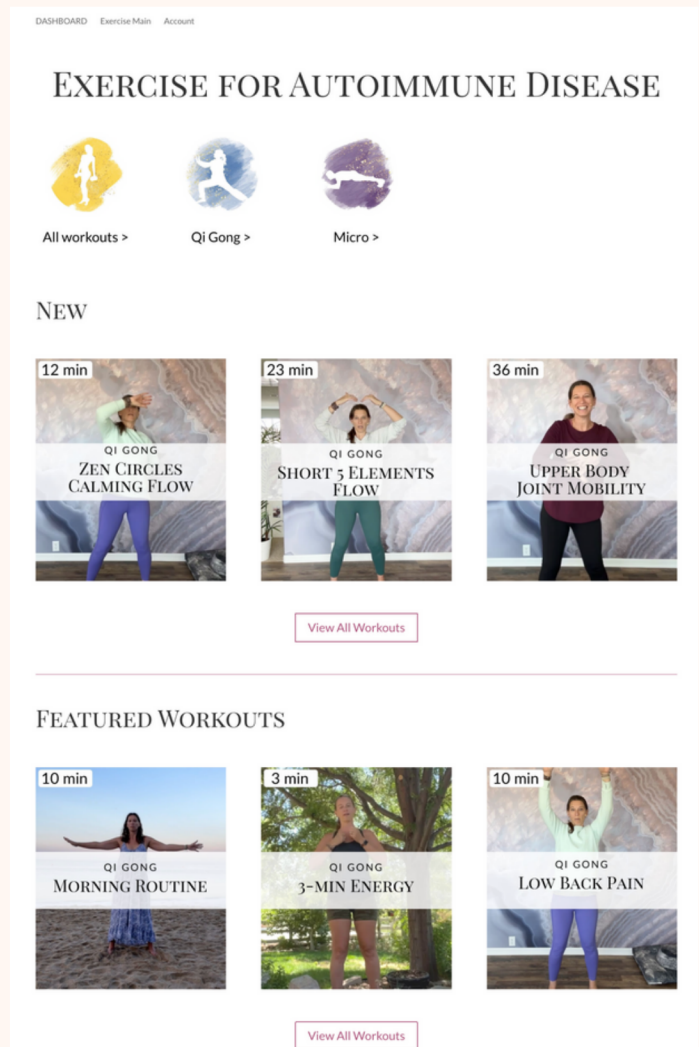 DASHBOARD Exercise Main Account
EXERCISE FOR AUTOIMMUNE DISEASE
All workouts > Qi Gong > Micro >
NEW
12 min 23 min 36 min
QI GONG QI GONG QI GONG
ZEN CIRCLES SHORT 5 ELEMENTS UPPER BODY
CALMING FLOW FLOW JOINT MOBILITY
View All Workouts
FEATURED WORKOUTS
10 min 3 min 10 min
QI GONG QI GONG QI GONG
MORNING ROUTINE 3-MIN ENERGY LOW BACK PAIN
View All Workouts